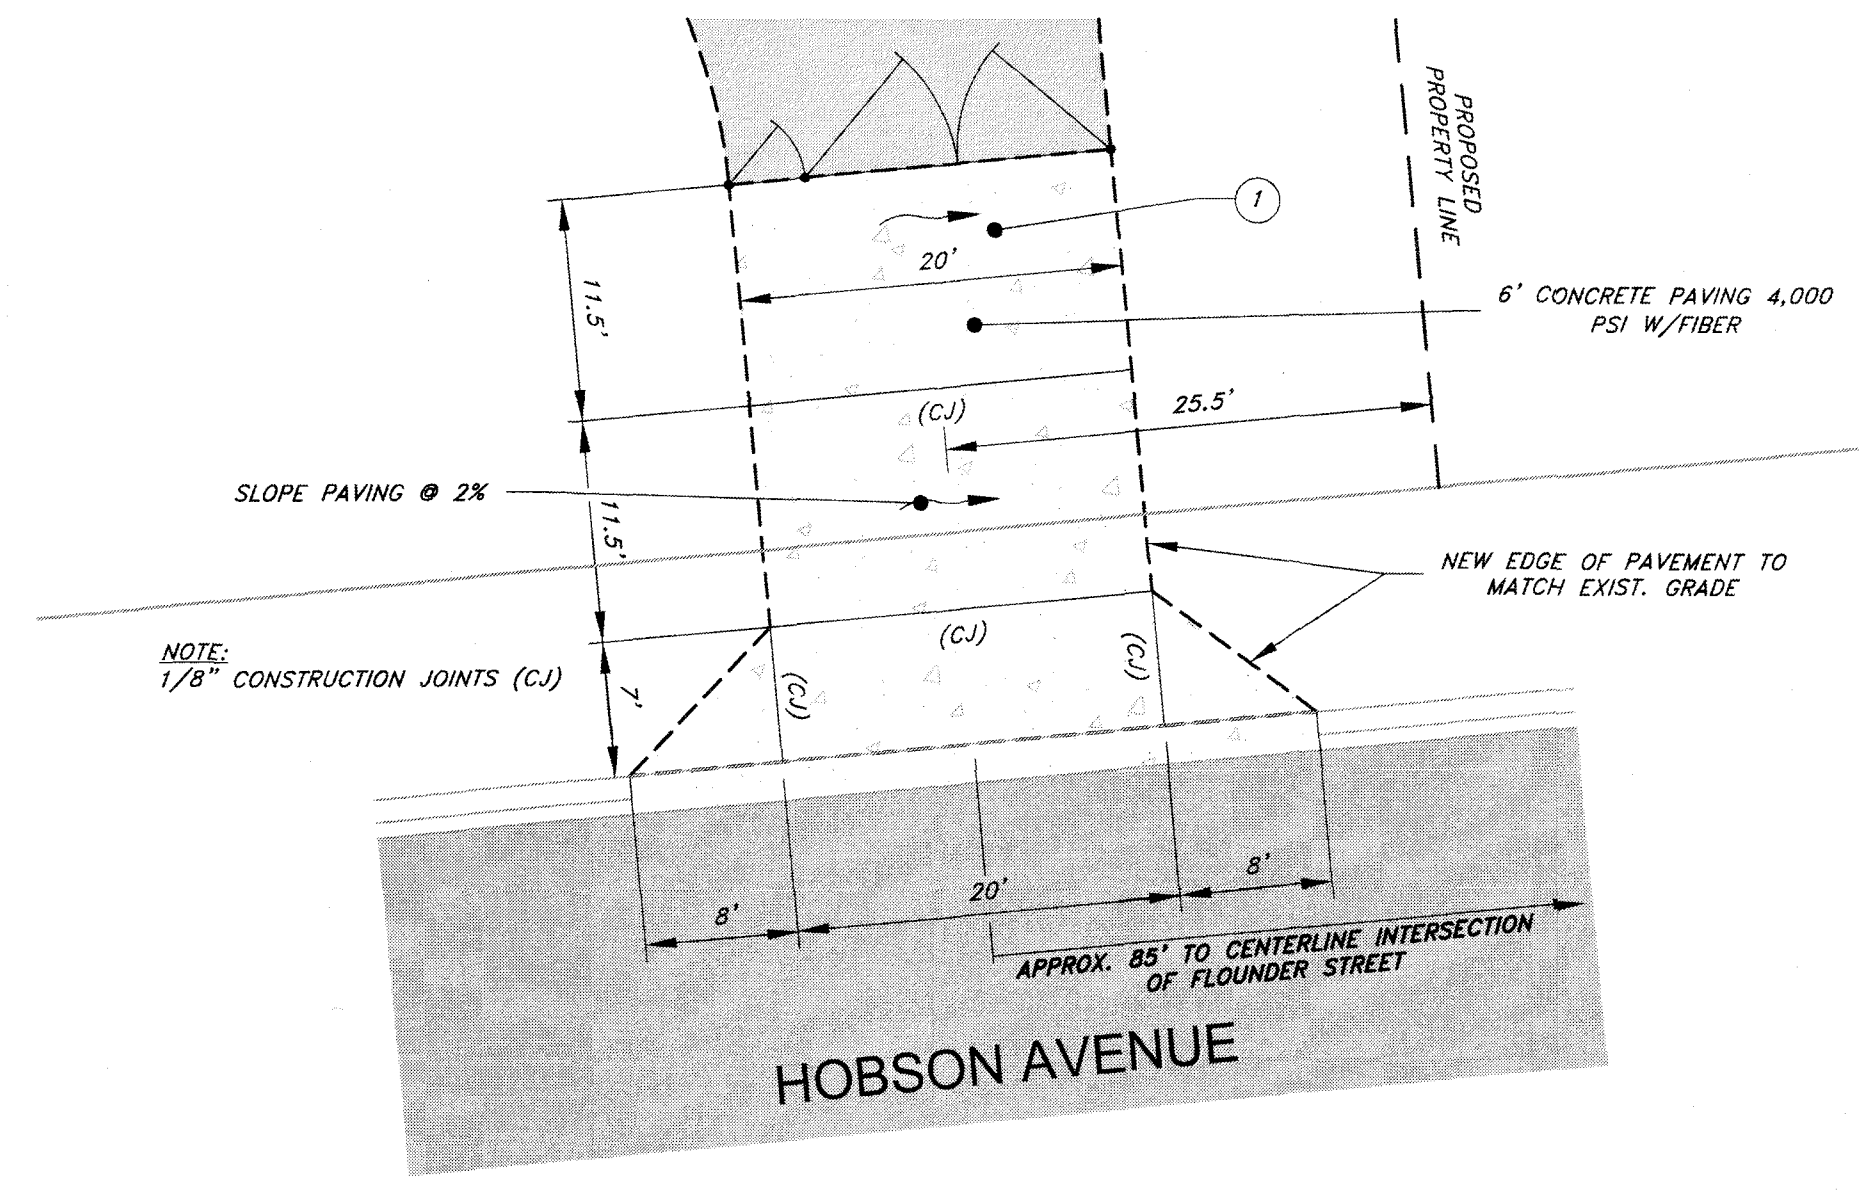 PROPOSED
PROPERTY LINE
1
20'
11.5'
6' CONCRETE PAVING 4,000
PSI W/FIBER
(CJ)
25.5'
SLOPE PAVING @ 2%
11.5'
NEW EDGE OF PAVEMENT TO
MATCH EXIST. GRADE
NOTE:
1/8" CONSTRUCTION JOINTS (CJ)
(CJ)
(CJ)
(CJ)
7'
8'
20'
8'
APPROX. 85' TO CENTERLINE INTERSECTION
OF FLOUNDER STREET
HOBSON AVENUE